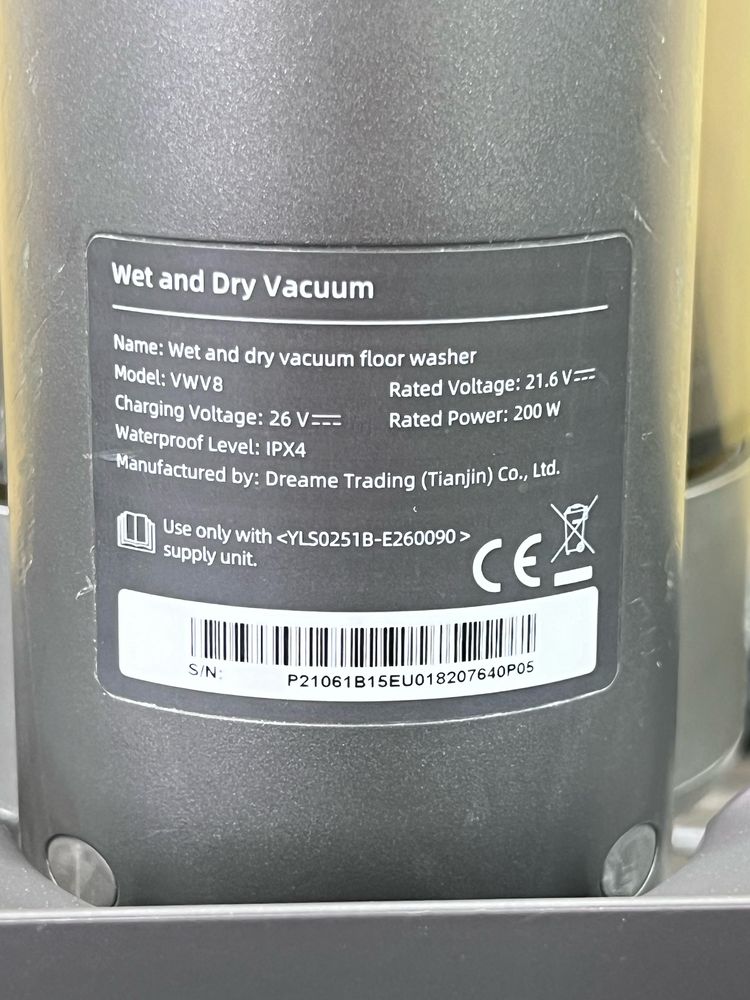 Wet and Dry Vacuum
Name: Wet and dry vacuum floor washer
Model: VWV8
Rated Voltage: 21.6 V
Charging Voltage: 26 V
Rated Power: 200 W
Waterproof Level: IPX4
Manufactured by: Dreame Trading (Tianjin) Co., Ltd.
Use only with <YLS0251B-E260090 >
supply unit.
CE
S/N: P21061B15EU018207640P05